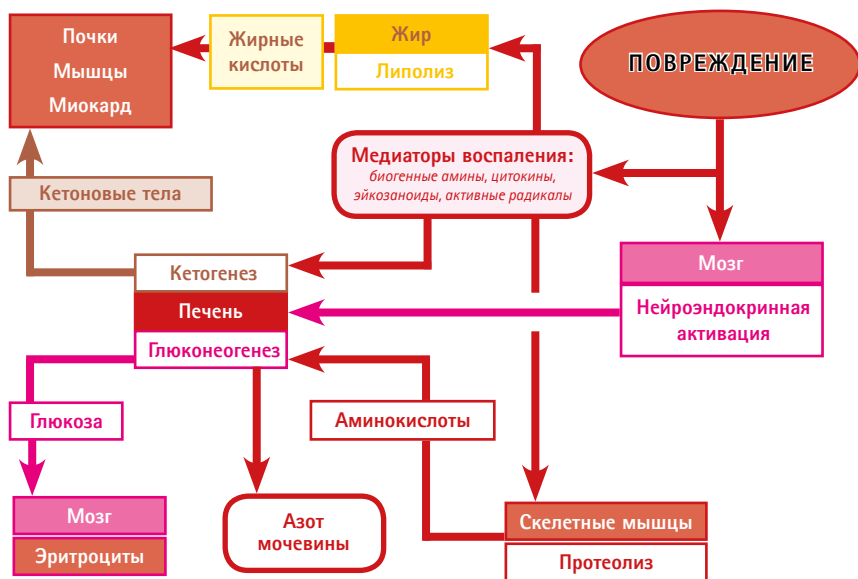 Почки
Мышцы
Миокард
Жирные
кислоты
Жир
Липолиз
ПОВРЕЖДЕНИЕ
Медиаторы воспаления:
биогенные амины, цитокины,
эйкозаноиды, активные радикалы
Кетоновые тела
Кетогенез
Печень
Глюконеогенез
Мозг
Нейроэндокринная
активация
Глюкоза
Аминокислоты
Мозг
Эритроциты
Азот
мочевины
Скелетные мышцы
Протеолиз